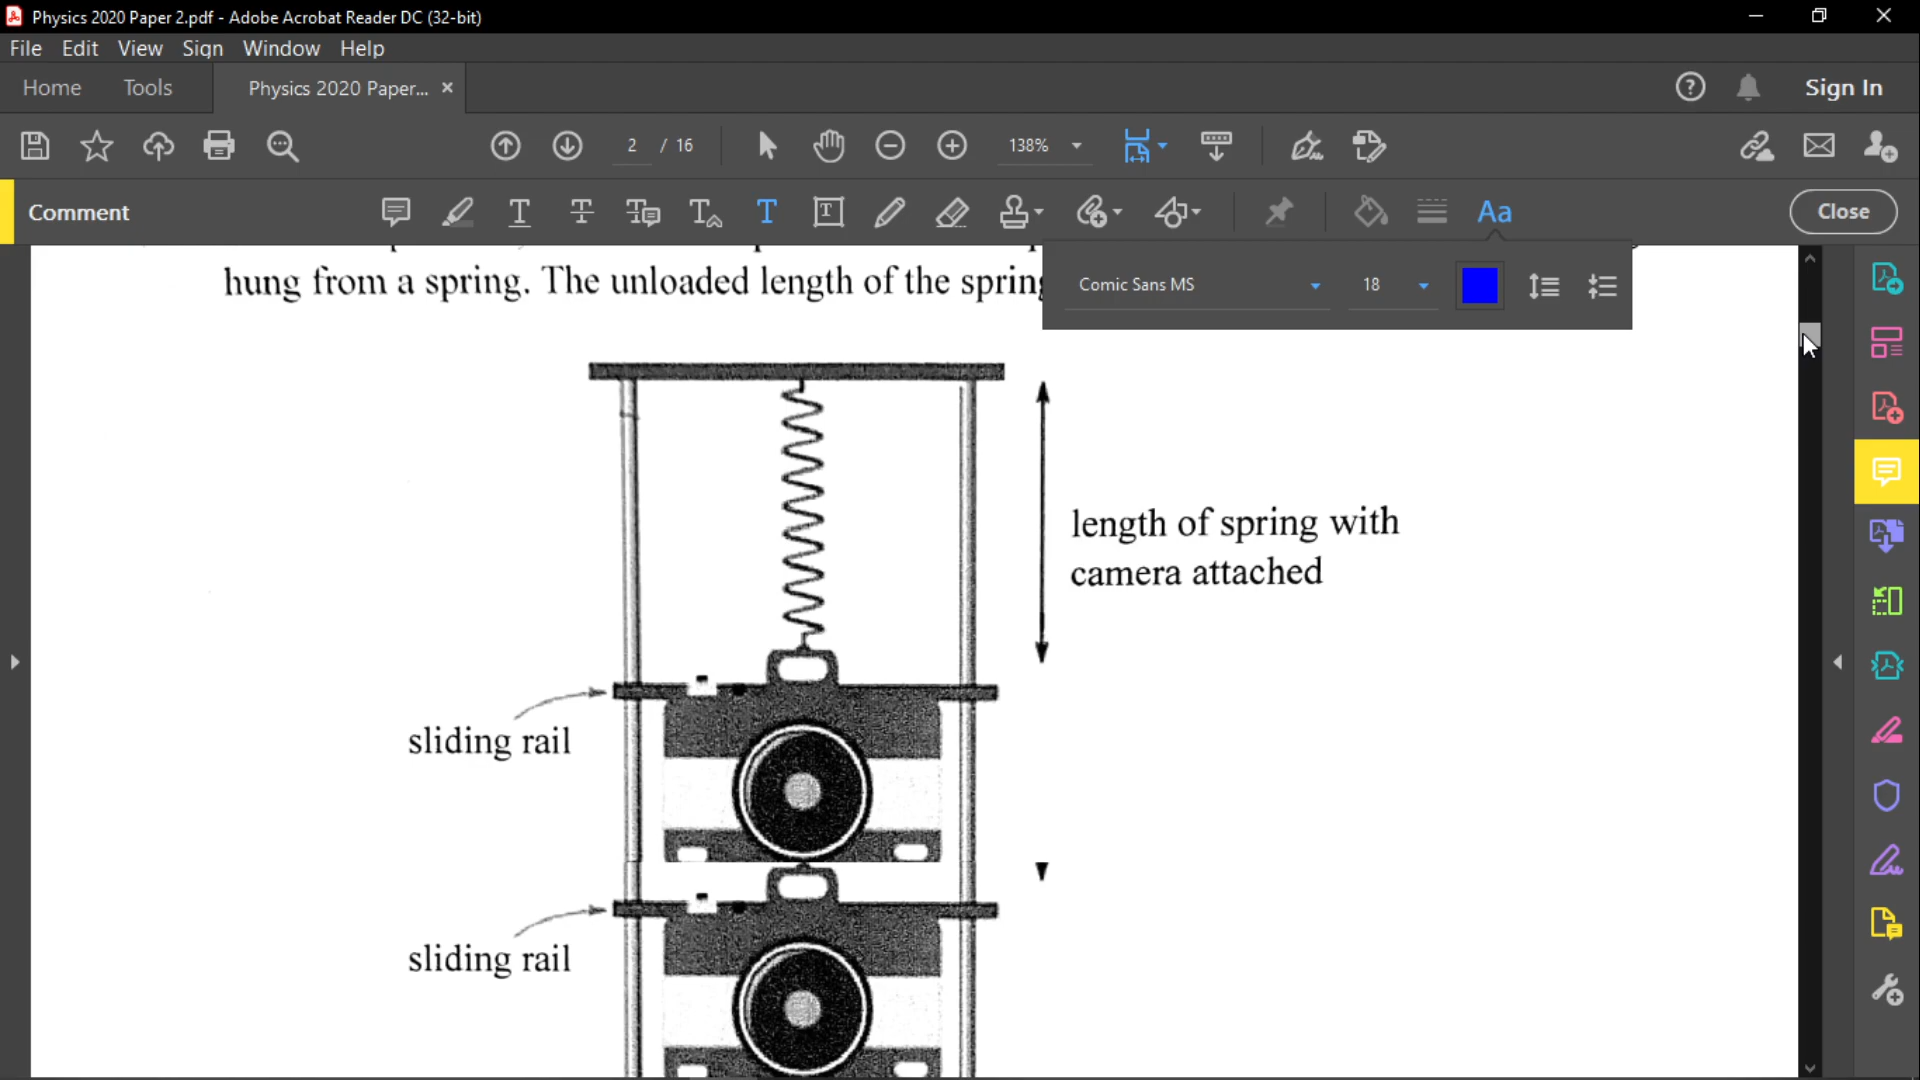 Physics 2020 Paper 2.pdf - Adobe Acrobat Reader DC (32-bit)
File Edit View Sign Window Help
Home Tools Physics 2020 Paper... × Sign In
2 / 16 138%
Comment Aa Close
hung from a spring. The unloaded length of the spring
Comic Sans MS 18
length of spring with
camera attached
sliding rail
sliding rail